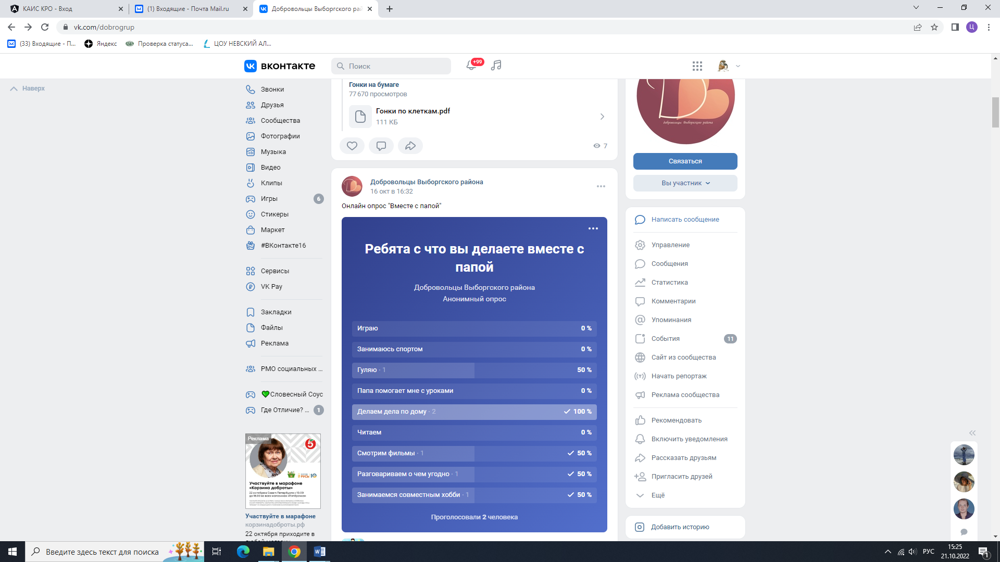 КАИС КРО - Вход
(1) Входящие - Почта Mail.ru
Добровольцы Выборгского рай
vk.com/dobrogrup
Ц
(33) Входящие - П...
Яндекс
Проверка статуса...
ЦОУ НЕВСКИЙ АЛ...
вконтакте
Поиск
+99
Наверх
Звонки
Друзья
Сообщества
Фотографии
Музыка
Видео
Клипы
Игры
6
Стикеры
Маркет
#ВКонтакте16
Сервисы
VK Pay
Закладки
Файлы
Реклама
РМО социальных ...
Словесный Соус
Где Отличие? ...
1
Реклама
5
Участвуйте в марафоне
«Корзина доброты»
22 октября в Санкт-Петербурге с 10.00
до 18.00 во всех магазинах «Пятёрочка»
Участвуйте в марафоне
корзинадоброты.рф
22 октября приходите в
Гонки на бумаге
77 670 просмотров
Гонки по клеткам.pdf
111 КБ
7
Добровольцы Выборгского района
16 окт в 16:32
Онлайн опрос "Вместе с папой"
Ребята с что вы делаете вместе с
папой
Добровольцы Выборгского района
Анонимный опрос
Играю 0 %
Занимаюсь спортом 0 %
Гуляю · 1 50 %
Папа помогает мне с уроками 0 %
Делаем дела по дому · 2 100 %
Читаем 0 %
Смотрим фильмы · 1 50 %
Разговариваем о чем угодно · 1 50 %
Занимаемся совместным хобби · 1 50 %
Проголосовали 2 человека
добровольцы Выборгского района
Связаться
Вы участник
Написать сообщение
Управление
Сообщения
Статистика
Комментарии
Упоминания
События
11
Сайт из сообщества
Начать репортаж
Реклама сообщества
Рекомендовать
Включить уведомления
Рассказать друзьям
Пригласить друзей
Ещё
Добавить историю
Введите здесь текст для поиска
РУС
15:25
21.10.2022
1